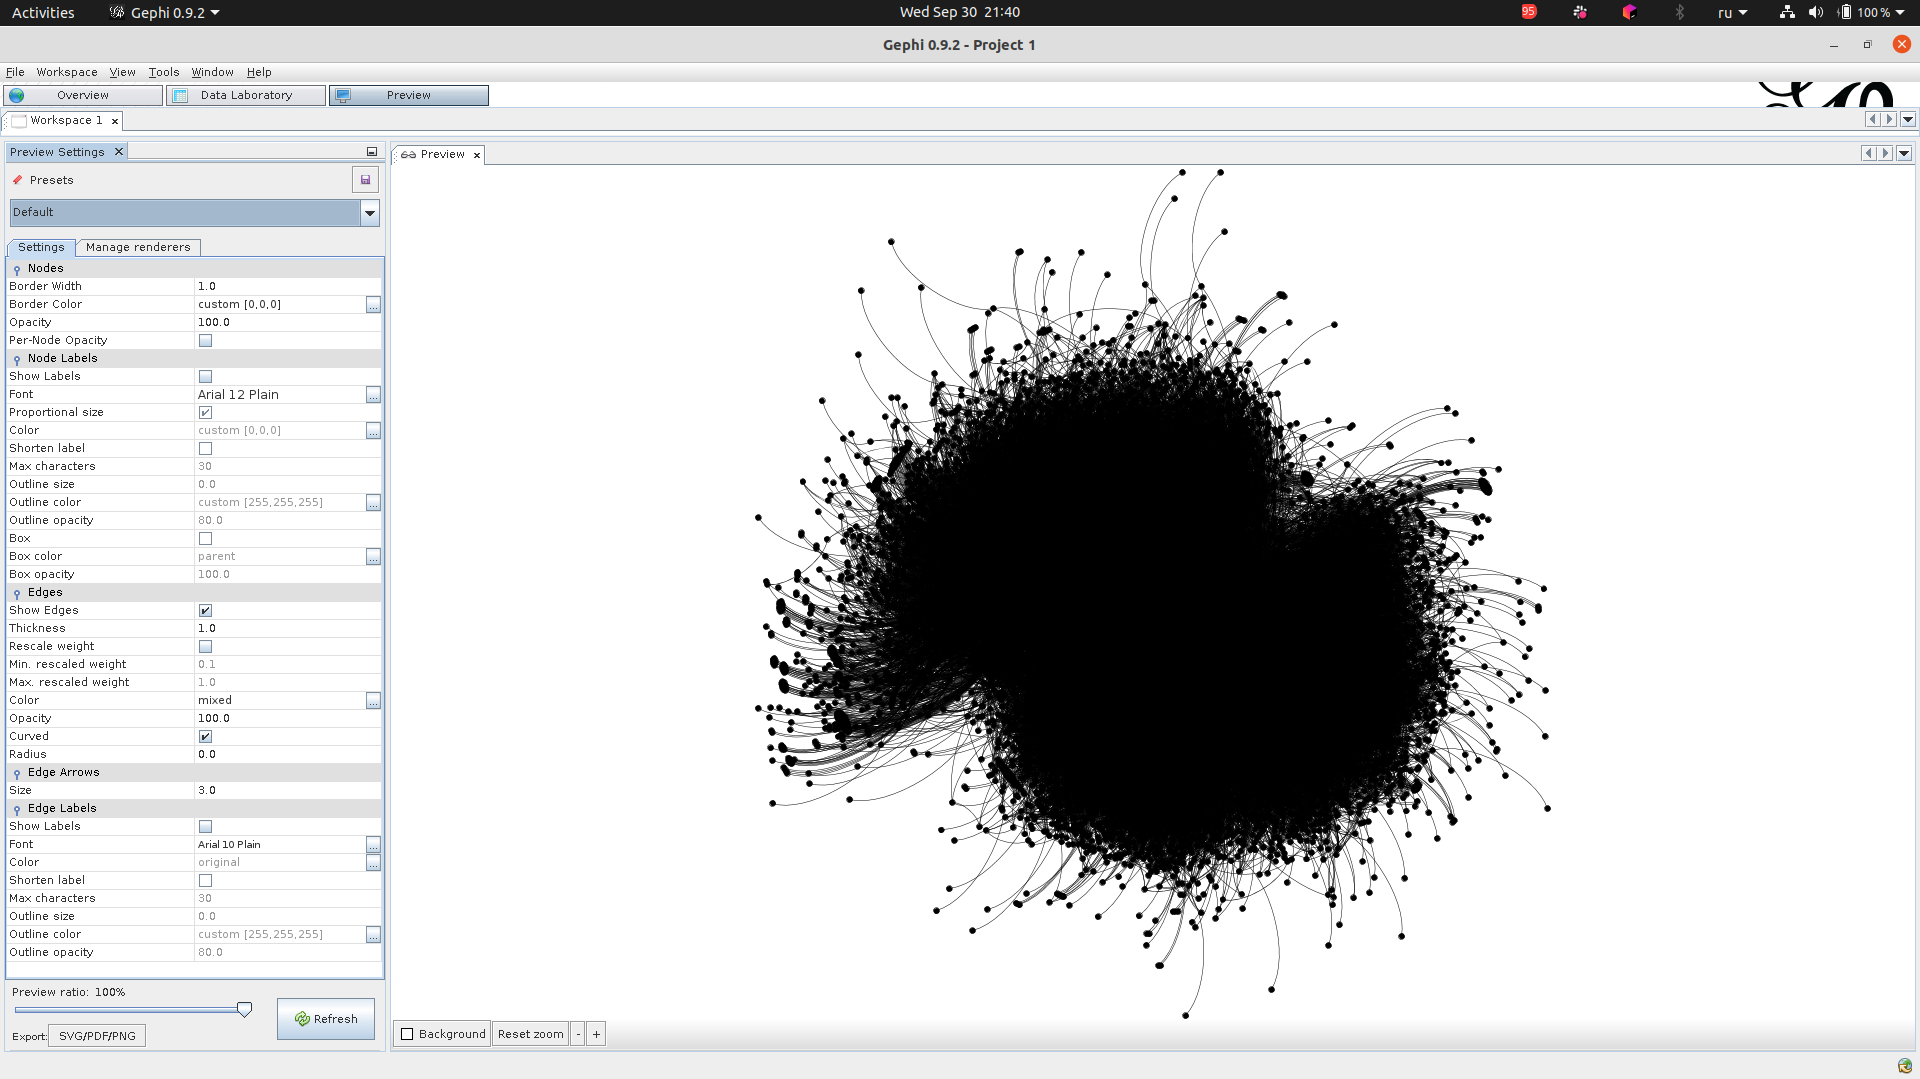 Activities Gephi 0.9.2 Wed Sep 30 21:40 95 ru 100 %
Gephi 0.9.2 - Project 1
File Workspace View Tools Window Help
Overview Data Laboratory Preview
Workspace 1
Preview Settings
Preview
Presets
Default
Settings Manage renderers
Nodes
Border Width 1.0
Border Color custom [0,0,0] ...
Opacity 100.0
Per-Node Opacity
Node Labels
Show Labels
Font Arial 12 Plain ...
Proportional size
Color custom [0,0,0] ...
Shorten label
Max characters 30
Outline size 0.0
Outline color custom [255,255,255] ...
Outline opacity 80.0
Box
Box color parent ...
Box opacity 100.0
Edges
Show Edges
Thickness 1.0
Rescale weight
Min. rescaled weight 0.1
Max. rescaled weight 1.0
Color mixed ...
Opacity 100.0
Curved
Radius 0.0
Edge Arrows
Size 3.0
Edge Labels
Show Labels
Font Arial 10 Plain ...
Color original ...
Shorten label
Max characters 30
Outline size 0.0
Outline color custom [255,255,255] ...
Outline opacity 80.0
Preview ratio: 100%
Refresh
Export: SVG/PDF/PNG
Background Reset zoom - +